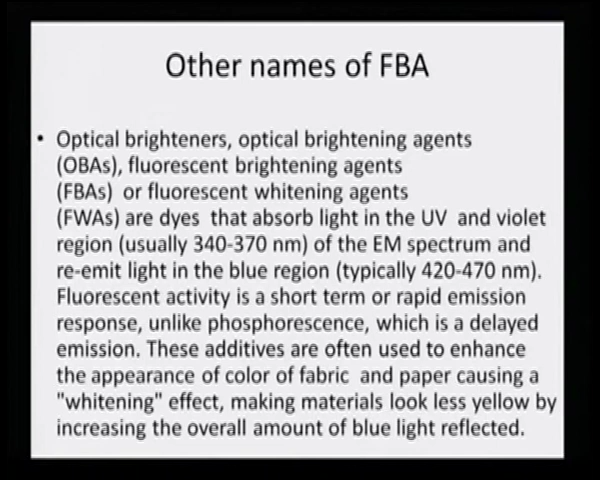 Other names of FBA
• Optical brighteners, optical brightening agents
(OBAs), fluorescent brightening agents
(FBAs) or fluorescent whitening agents
(FWAs) are dyes that absorb light in the UV and violet
region (usually 340-370 nm) of the EM spectrum and
re-emit light in the blue region (typically 420-470 nm).
Fluorescent activity is a short term or rapid emission
response, unlike phosphorescence, which is a delayed
emission. These additives are often used to enhance
the appearance of color of fabric and paper causing a
"whitening" effect, making materials look less yellow by
increasing the overall amount of blue light reflected.